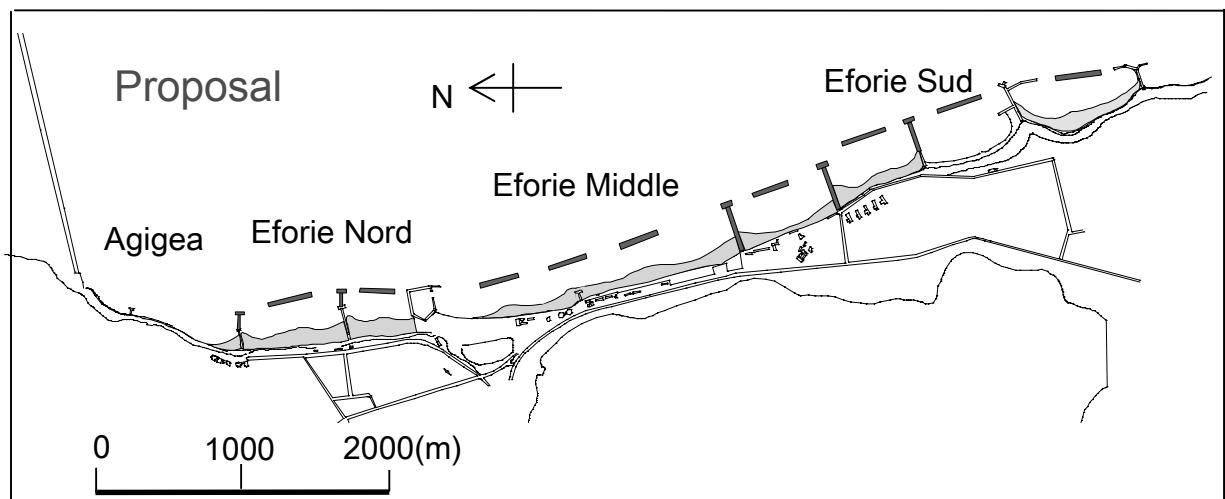 Proposal
N
Eforie Sud
Eforie Middle
Eforie Nord
Agigea
0 1000 2000(m)